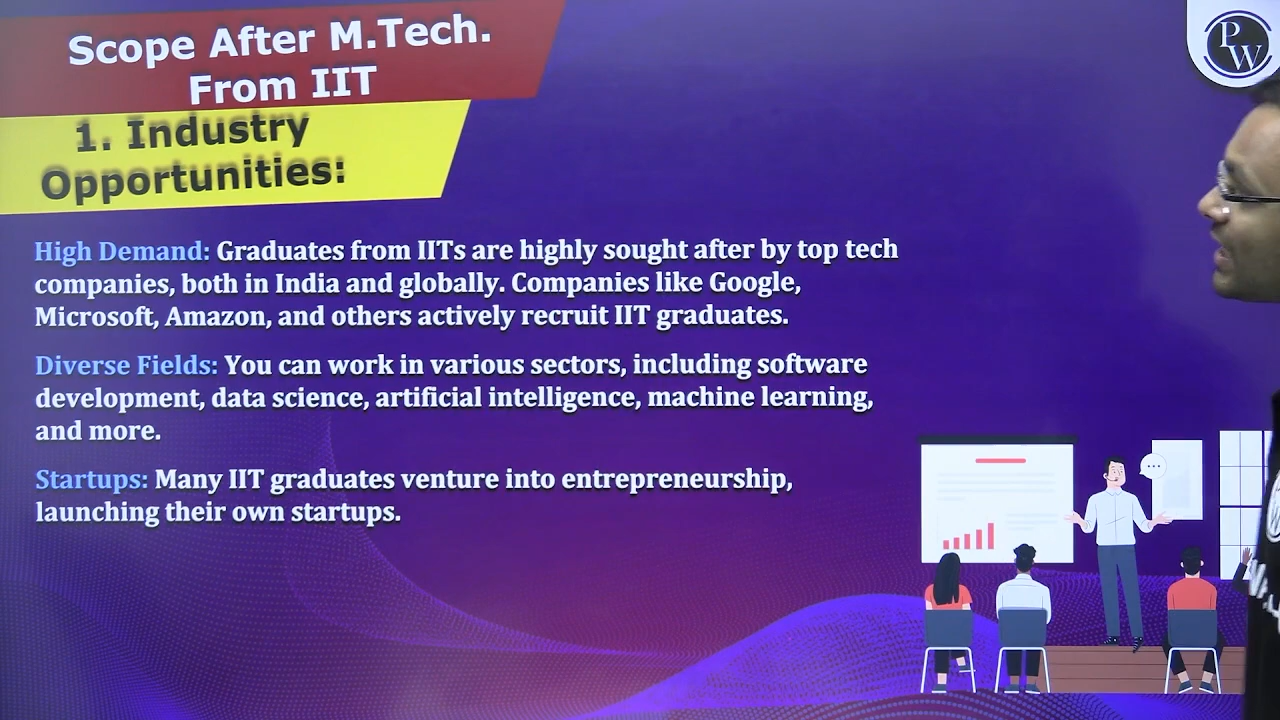 Scope After M.Tech.
From IIT
1. Industry
Opportunities:
High Demand: Graduates from IITs are highly sought after by top tech
companies, both in India and globally. Companies like Google,
Microsoft, Amazon, and others actively recruit IIT graduates.
Diverse Fields: You can work in various sectors, including software
development, data science, artificial intelligence, machine learning,
and more.
Startups: Many IIT graduates venture into entrepreneurship,
launching their own startups.
PW